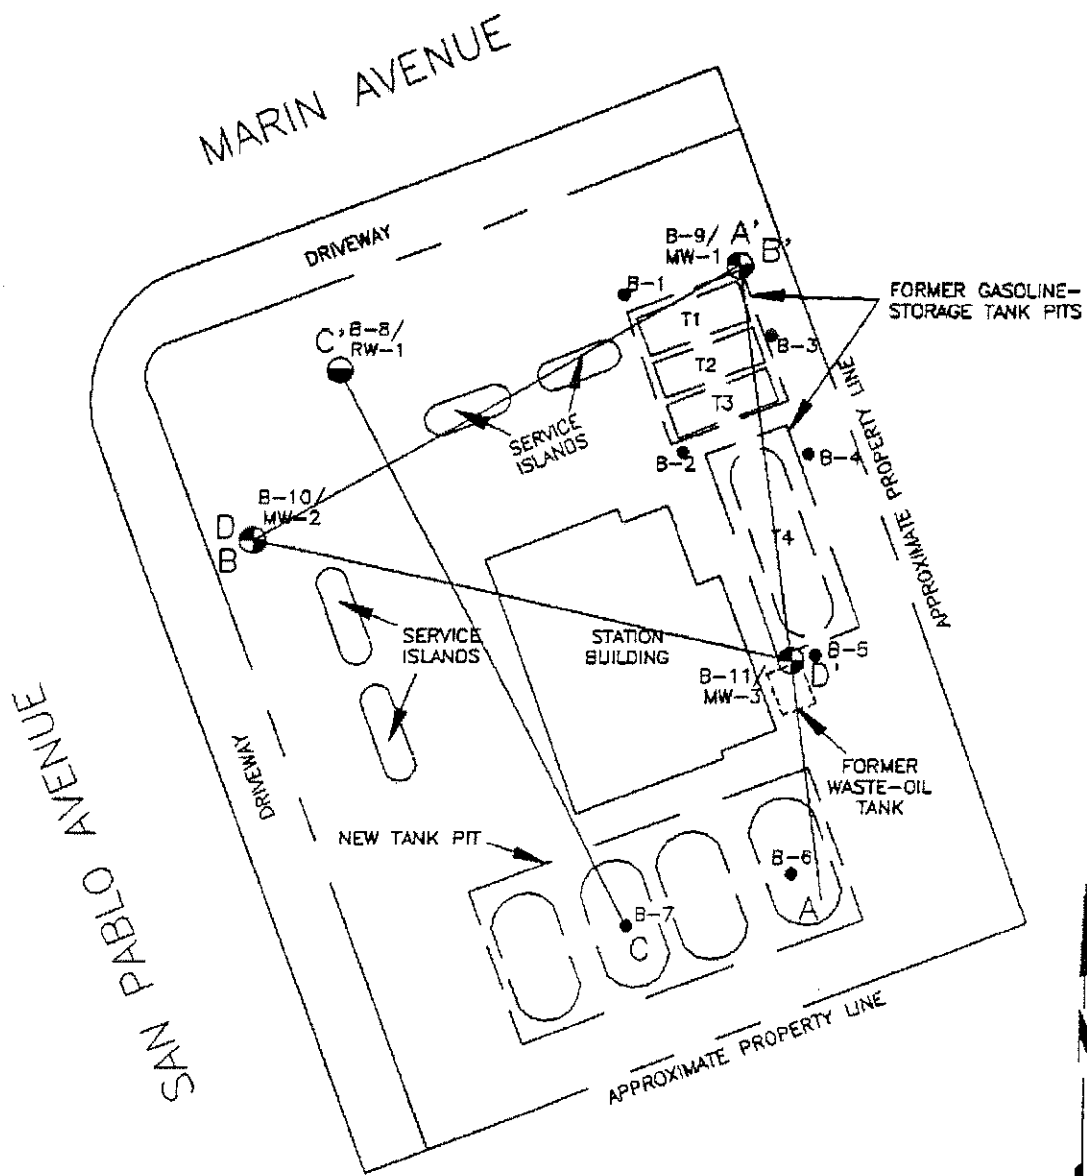 MARIN AVENUE
DRIVEWAY
B-9/
MW-1
A'
B'
B-1
FORMER GASOLINE-
STORAGE TANK PITS
T1
B-3
T2
T3
C'
B-8/
RW-1
SERVICE
ISLANDS
B-2
B-4
APPROXIMATE PROPERTY LINE
B-10/
MW-2
D
B
T4
SERVICE
ISLANDS
STATION
BUILDING
B-5
B-11/
MW-3
D'
SAN PABLO AVENUE
DRIVEWAY
FORMER
WASTE-OIL
TANK
NEW TANK PIT
B-6
A
B-7
C
APPROXIMATE PROPERTY LINE